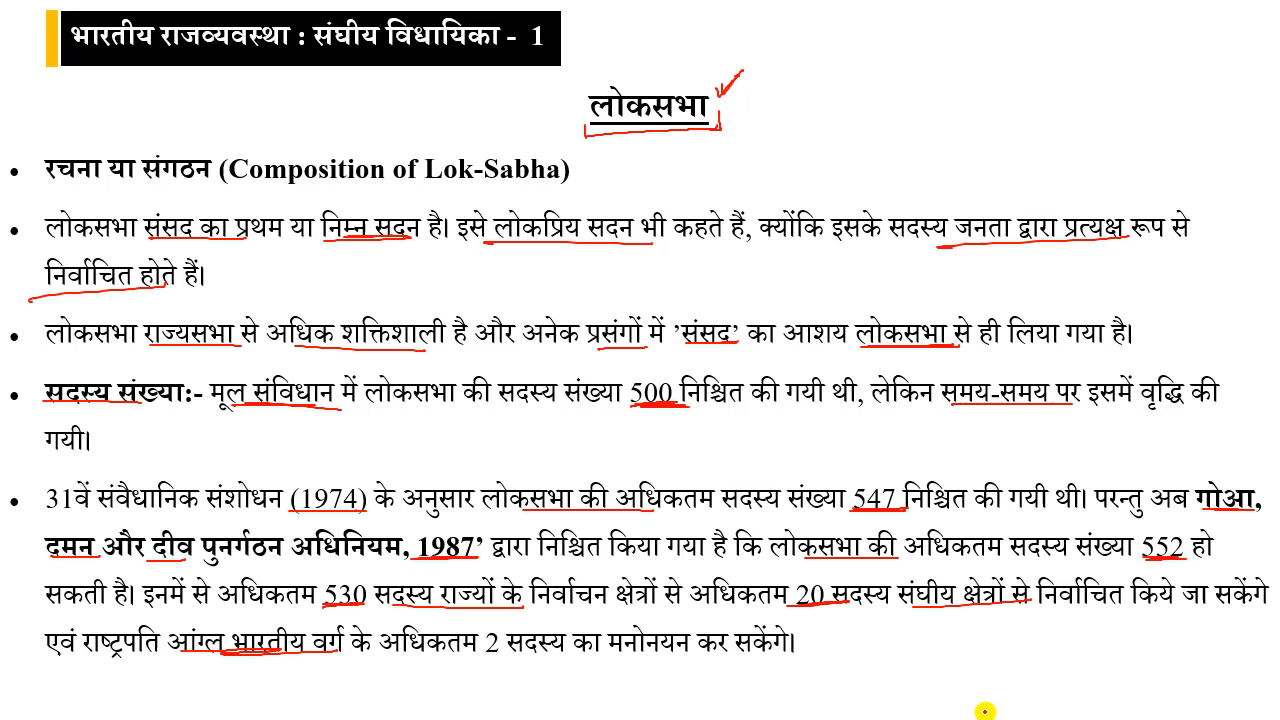 भारतीय राजव्यवस्था : संघीय विधायिका - 1
लोकसभा
• रचना या संगठन (Composition of Lok-Sabha)
• लोकसभा संसद का प्रथम या निम्न सदन है। इसे लोकप्रिय सदन भी कहते हैं, क्योंकि इसके सदस्य जनता द्वारा प्रत्यक्ष रूप से
निर्वाचित होते हैं।
• लोकसभा राज्यसभा से अधिक शक्तिशाली है और अनेक प्रसंगों में ’संसद’ का आशय लोकसभा से ही लिया गया है।
• सदस्य संख्या:- मूल संविधान में लोकसभा की सदस्य संख्या 500 निश्चित की गयी थी, लेकिन समय-समय पर इसमें वृद्धि की
गयी।
• 31वें संवैधानिक संशोधन (1974) के अनुसार लोकसभा की अधिकतम सदस्य संख्या 547 निश्चित की गयी थी। परन्तु अब गोआ,
दमन और दीव पुनर्गठन अधिनियम, 1987’ द्वारा निश्चित किया गया है कि लोकसभा की अधिकतम सदस्य संख्या 552 हो
सकती है। इनमें से अधिकतम 530 सदस्य राज्यों के निर्वाचन क्षेत्रों से अधिकतम 20 सदस्य संघीय क्षेत्रों से निर्वाचित किये जा सकेंगे
एवं राष्ट्रपति आंग्ल भारतीय वर्ग के अधिकतम 2 सदस्य का मनोनयन कर सकेंगे।